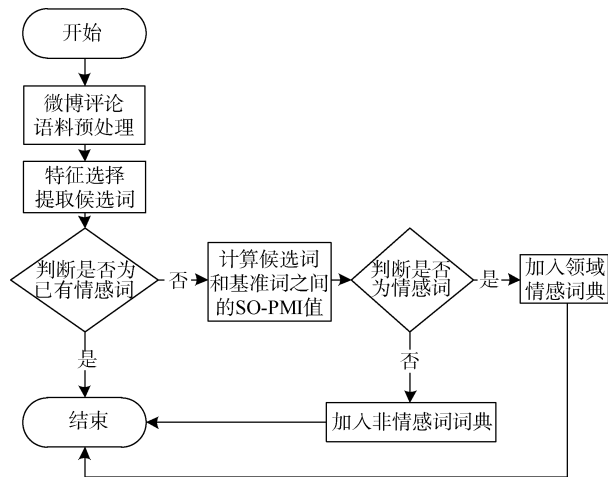 开始
微博评论
语料预处理
特征选择
提取候选词
判断是否为
已有情感词
否
计算候选词
和基准词之间
的SO-PMI值
判断是否
为情感词
是
加入领域
情感词典
是
否
结束
加入非情感词词典